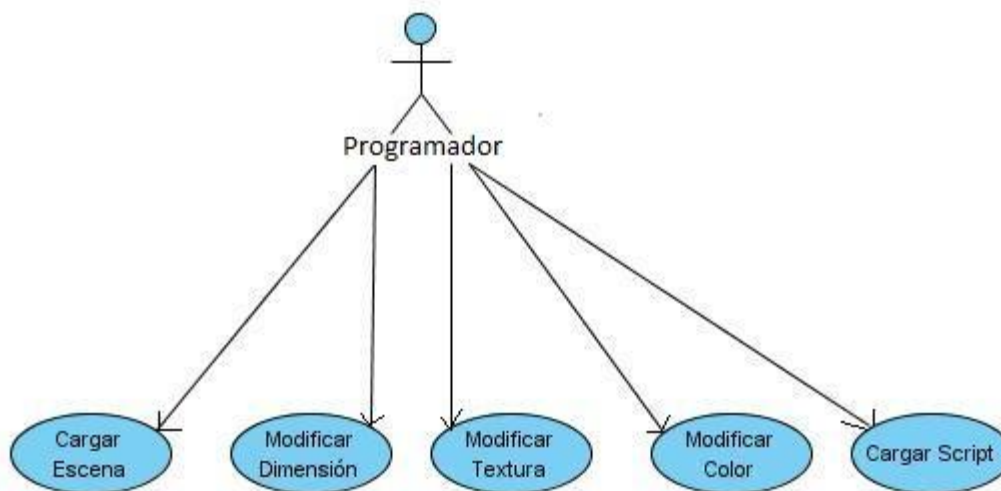 Programador
Cargar
Escena
Modificar
Dimensión
Modificar
Textura
Modificar
Color
Cargar Script